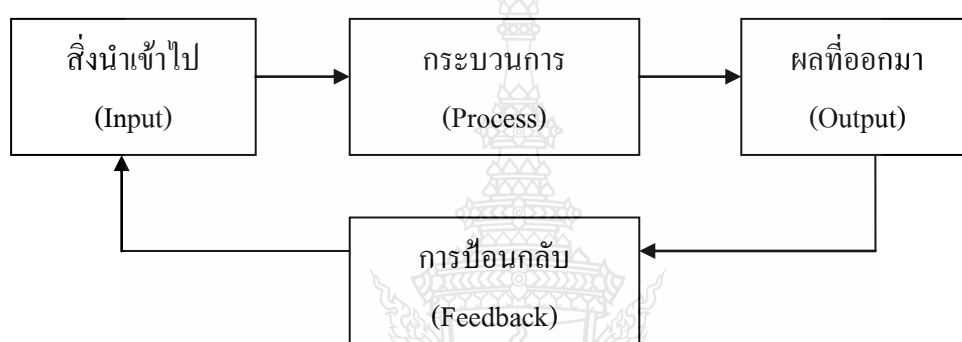 สิ่งนำเข้าไป
(Input)
กระบวนการ
(Process)
ผลที่ออกมา
(Output)
การป้อนกลับ
(Feedback)